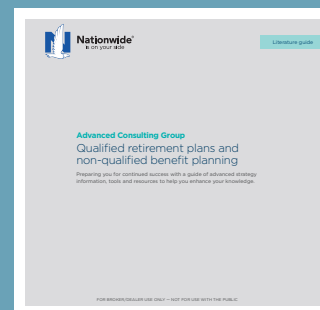 Nationwide®
is on your side
Literature guide
Advanced Consulting Group
Qualified retirement plans and
non-qualified benefit planning
Preparing you for continued success with a guide of advanced strategy
information, tools and resources to help you enhance your knowledge.
FOR BROKER/DEALER USE ONLY — NOT FOR USE WITH THE PUBLIC